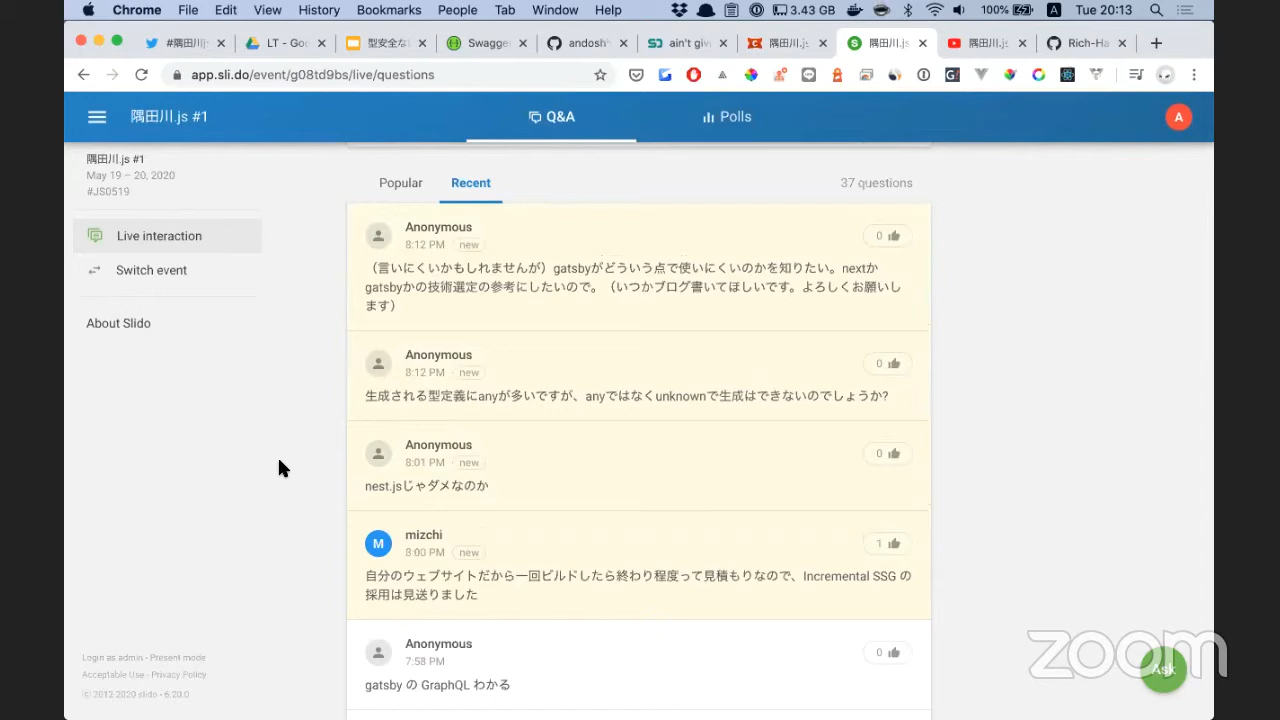 Chrome File Edit View History Bookmarks People Tab Window Help 3.43 GB 100% A Tue 20:13
#隅田川j LT - Goo 型安全な Swagge andosh ain't giv 隅田川.js 隅田川.js 隅田川.js Rich-Ha
app.sli.do/event/g08td9bs/live/questions
隅田川.js #1 Q&A Polls A
隅田川.js #1
May 19 – 20, 2020
#JS0519
Live interaction
Switch event
About Slido
Popular Recent 37 questions
Anonymous
8:12 PM · new
0
（言いにくいかもしれませんが）gatsbyがどういう点で使いにくいのかを知りたい。nextか
gatsbyかの技術選定の参考にしたいので。（いつかブログ書いてほしいです。よろしくお願いし
ます）
Anonymous
8:12 PM · new
0
生成される型定義にanyが多いですが、anyではなくunknownで生成はできないのでしょうか?
Anonymous
8:01 PM · new
0
nest.jsじゃダメなのか
M
mizchi
8:00 PM new
1
自分のウェブサイトだから一回ビルドしたら終わり程度って見積もりなので、Incremental SSG の
採用は見送りました
Anonymous
7:58 PM
0
gatsby の GraphQL わかる
Login as admin - Present mode
Acceptable Use - Privacy Policy
© 2012-2020 slido - 6.20.0
Ask
zoom